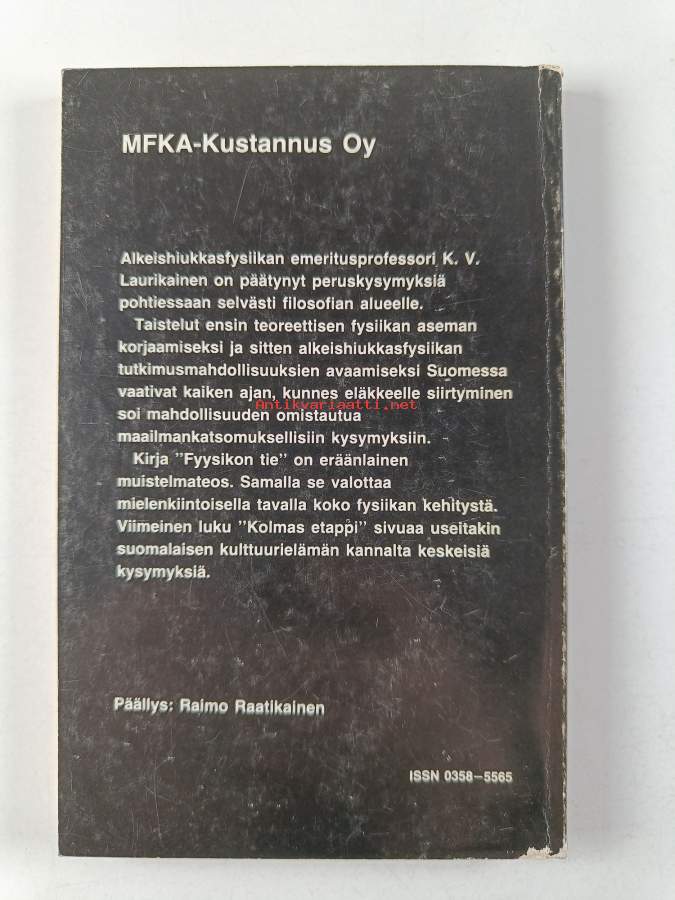 MFKA-Kustannus Oy
Alkeishiukkasfysiikan emeritusprofessori K. V.
Laurikainen on päätynyt peruskysymyksiä
pohtiessaan selvästi filosofian alueelle.
Taistelut ensin teoreettisen fysiikan aseman
korjaamiseksi ja sitten alkeishiukkasfysiikan
tutkimusmahdollisuuksien avaamiseksi Suomessa
vaativat kaiken ajan, kunnes eläkkeelle siirtyminen
Antikvariaatti.net
soi mahdollisuuden omistautua
maailmankatsomuksellisiin kysymyksiin.
Kirja "Fyysikon tie" on eräänlainen
muistelmateos. Samalla se valottaa
mielenkiintoisella tavalla koko fysiikan kehitystä.
Viimeinen luku "Kolmas etappi" sivuaa useitakin
suomalaisen kulttuurielämän kannalta keskeisiä
kysymyksiä.
Päällys: Raimo Raatikainen
ISSN 0358-5565